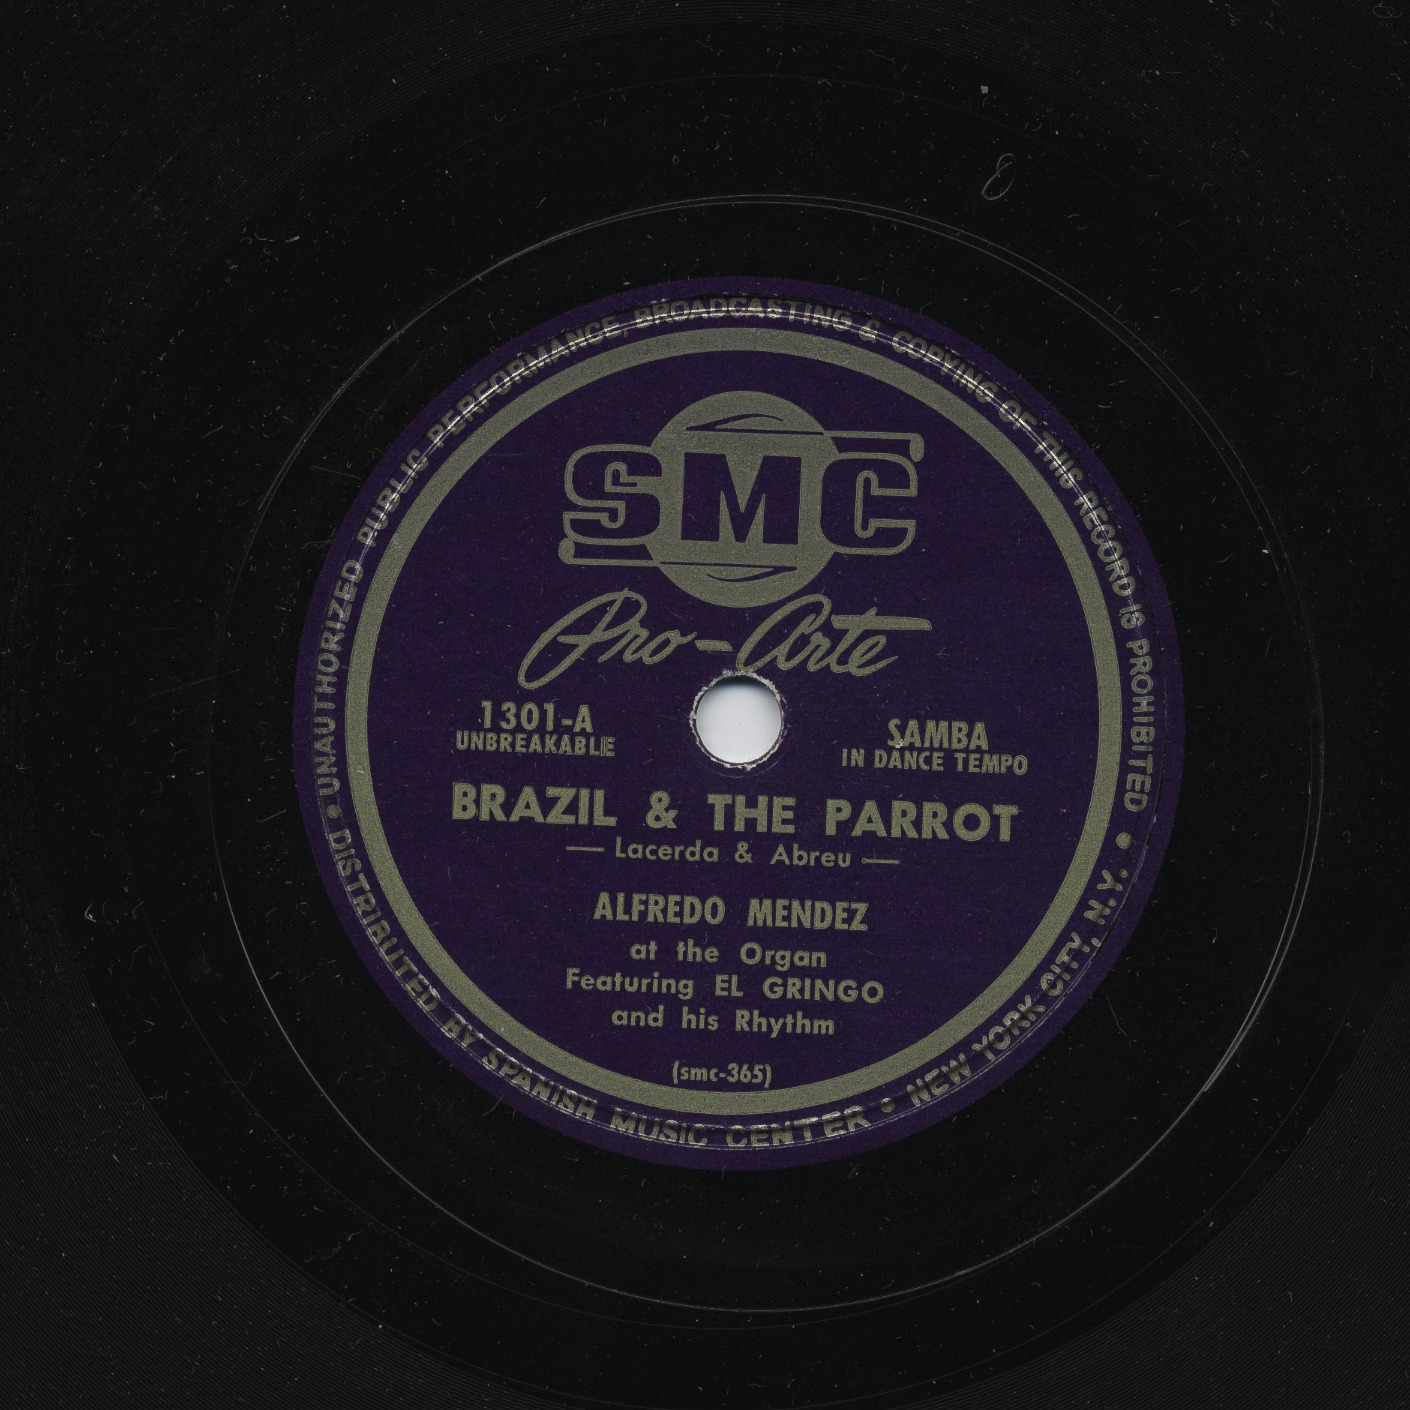 UNAUTHORIZED PUBLIC PERFORMANCE, BROADCASTING & COPYING OF THIS RECORD IS PROHIBITED •
SMC
Pro-Arte
1301-A
UNBREAKABLE
SAMBA
IN DANCE TEMPO
BRAZIL & THE PARROT
— Lacerda & Abreu —
ALFREDO MENDEZ
at the Organ
Featuring EL GRINGO
and his Rhythm
(smc-365)
• DISTRIBUTED BY SPANISH MUSIC CENTER • NEW YORK CITY, N.Y.
8